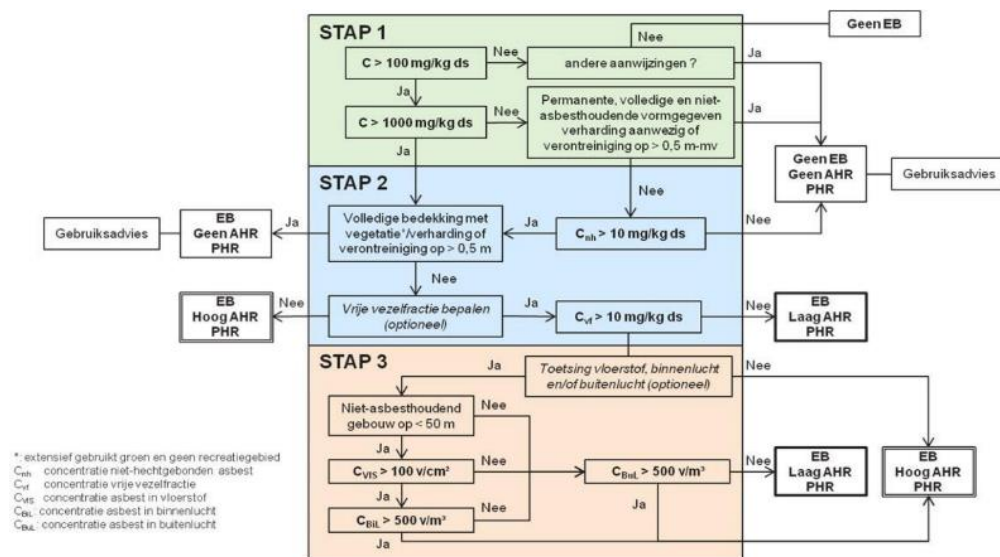 STAP 1
Geen EB
Nee
C > 100 mg/kg ds
Nee
andere aanwijzingen ?
Ja
Ja
C > 1000 mg/kg ds
Nee
Permanente, volledige en niet-
asbesthoudende vormgegeven
verharding aanwezig of
verontreiniging op > 0,5 m-mv
Ja
Ja
Geen EB
Geen AHR
PHR
Gebruiksadvies
STAP 2
Nee
Gebruiksadvies
EB
Geen AHR
PHR
Ja
Volledige bedekking met
vegetatie*/verharding of
verontreiniging op > 0,5 m
Ja
Cnh > 10 mg/kg ds
Nee
Nee
EB
Hoog AHR
PHR
Nee
Vrije vezelfractie bepalen
(optioneel)
Ja
Cvf > 10 mg/kg ds
Nee
EB
Laag AHR
PHR
STAP 3
Ja
Toetsing vloerstof, binnenlucht
en/of buitenlucht (optioneel)
Nee
Niet-asbesthoudend
gebouw op < 50 m
Nee
Ja
CVlS > 100 v/cm²
Nee
CBuL > 500 v/m³
Nee
EB
Laag AHR
PHR
EB
Hoog AHR
PHR
Ja
Ja
CBiL > 500 v/m³
Nee
Ja
*: extensief gebruikt groen en geen recreatiegebied
Cnh : concentratie niet-hechtgebonden asbest
Cvf : concentratie vrije vezelfractie
CVlS : concentratie asbest in vloerstof
CBiL : concentratie asbest in binnenlucht
CBuL : concentratie asbest in buitenlucht